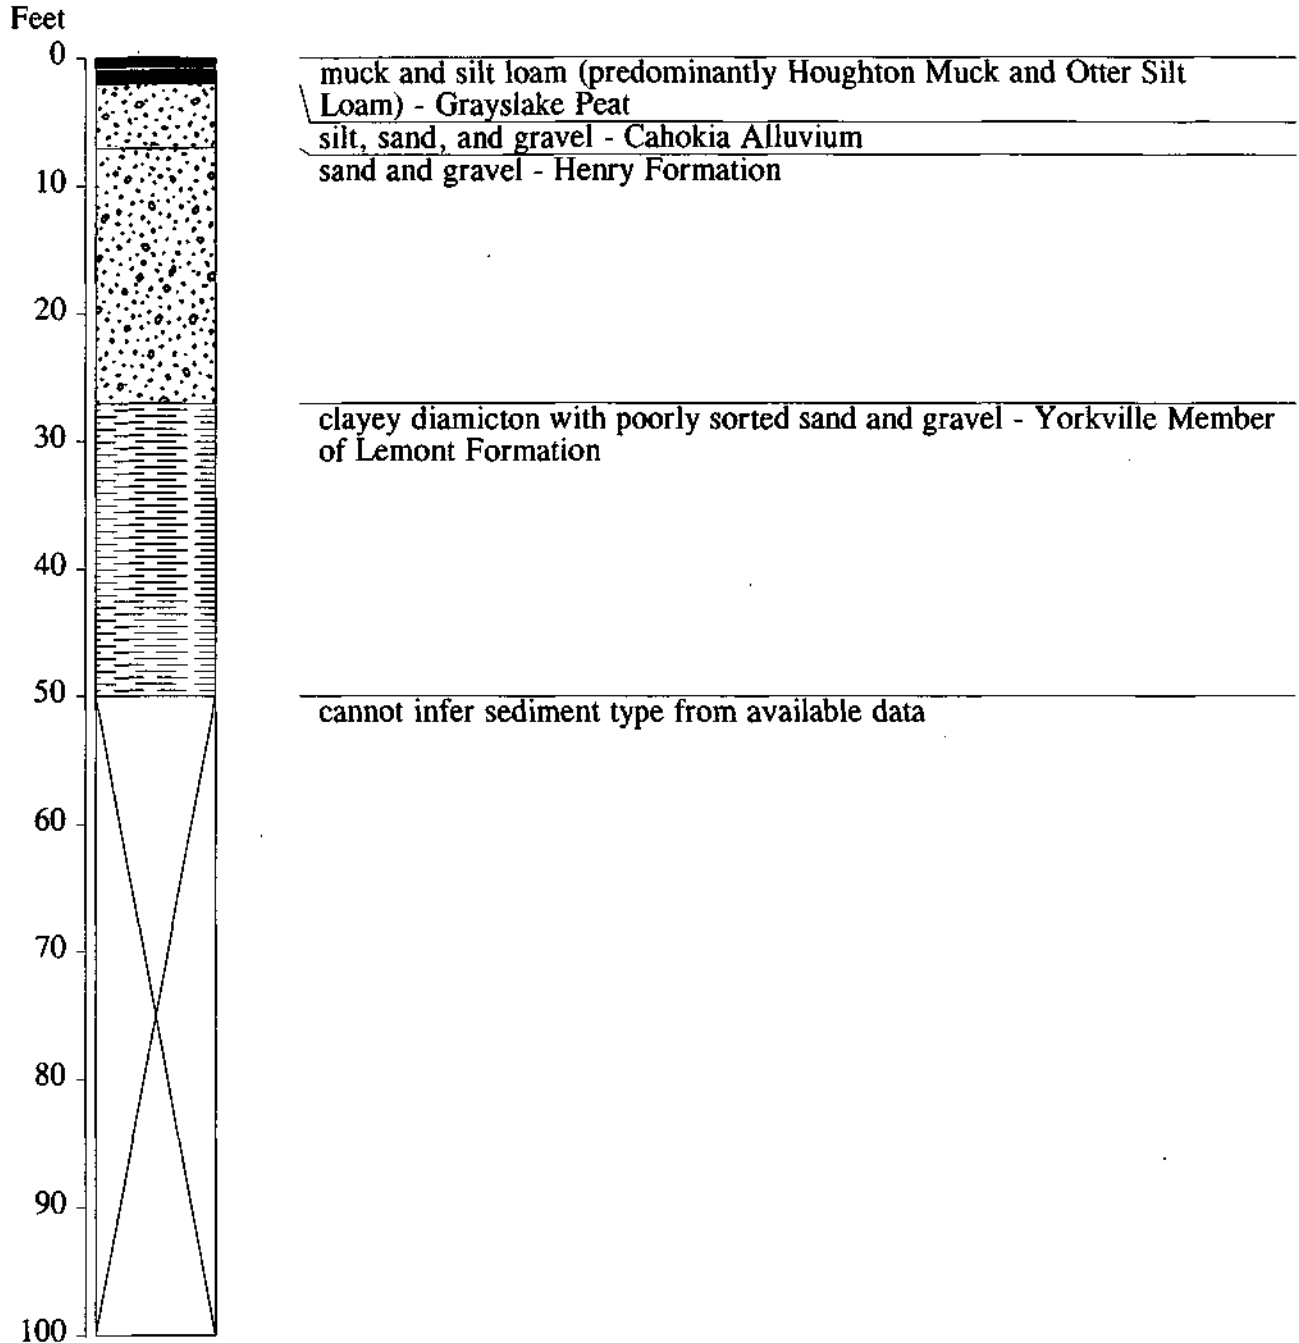 Feet
0
muck and silt loam (predominantly Houghton Muck and Otter Silt
Loam) - Grayslake Peat
silt, sand, and gravel - Cahokia Alluvium
sand and gravel - Henry Formation
10
20
clayey diamicton with poorly sorted sand and gravel - Yorkville Member
of Lemont Formation
30
40
50
cannot infer sediment type from available data
60
70
80
90
100